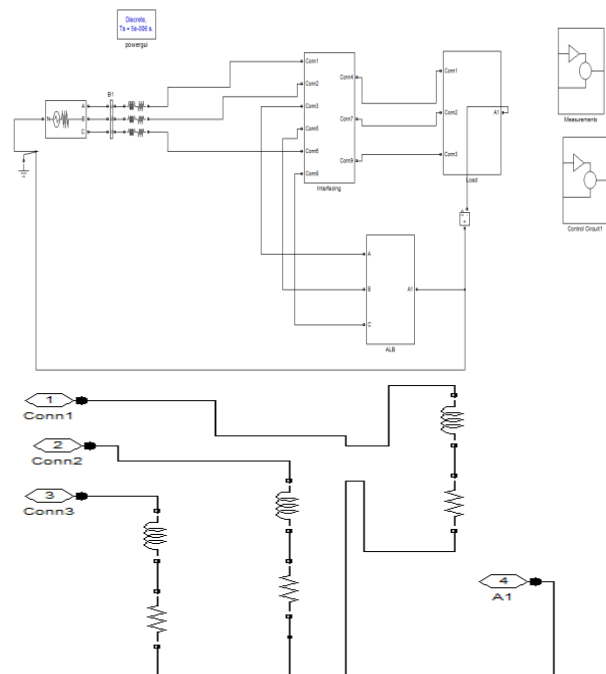 Discrete,
Ts = 5e-006 s.
powergui
N
A
B
C
B1
Conn1
Conn2
Conn3
Conn5
Conn6
Conn8
Conn4
Conn7
Conn9
Interfacing
Conn1
Conn2
Conn3
A1
Load
A
B
C
A1
ALB
Measurements
Control Circuit1
1
Conn1
2
Conn2
3
Conn3
4
A1